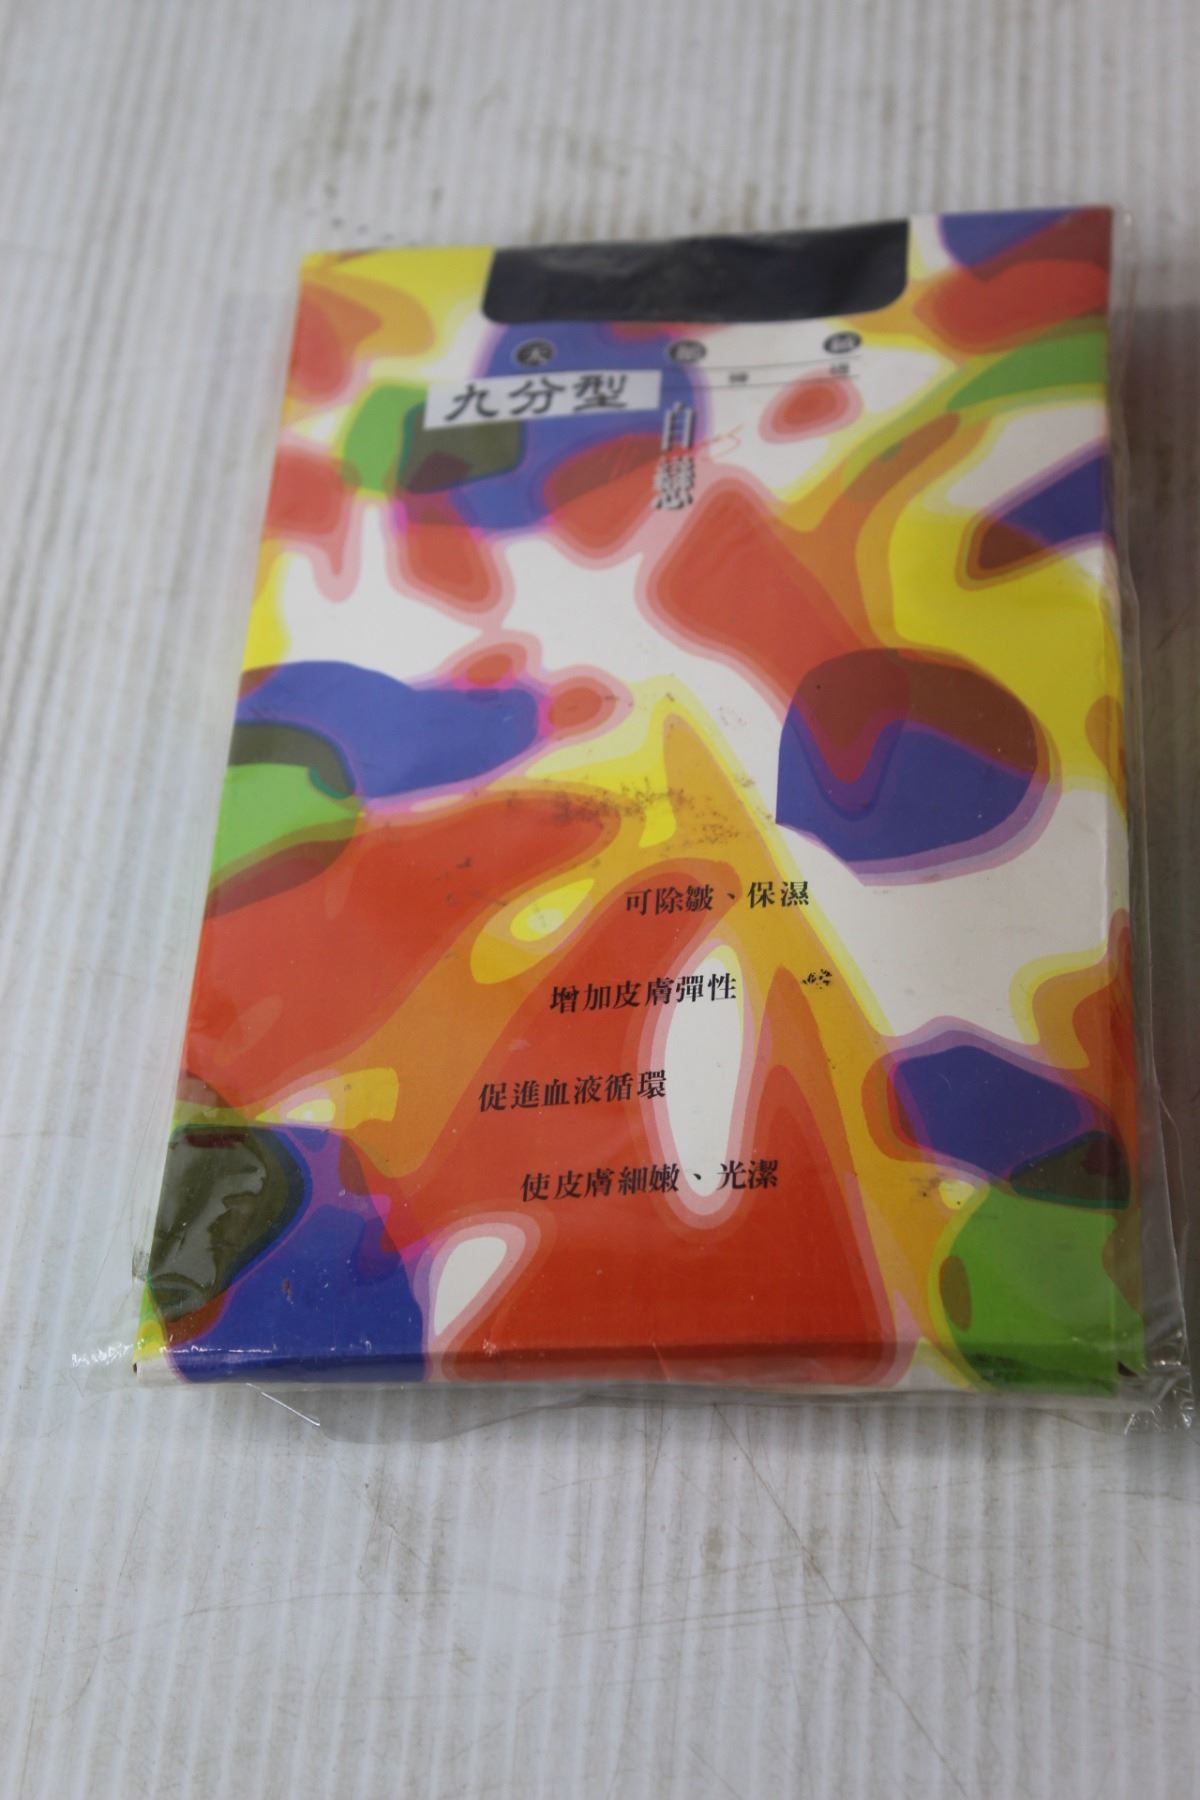 天
九分型
自戀
可除皺、保濕
增加皮膚彈性
促進血液循環
使皮膚細嫩、光潔